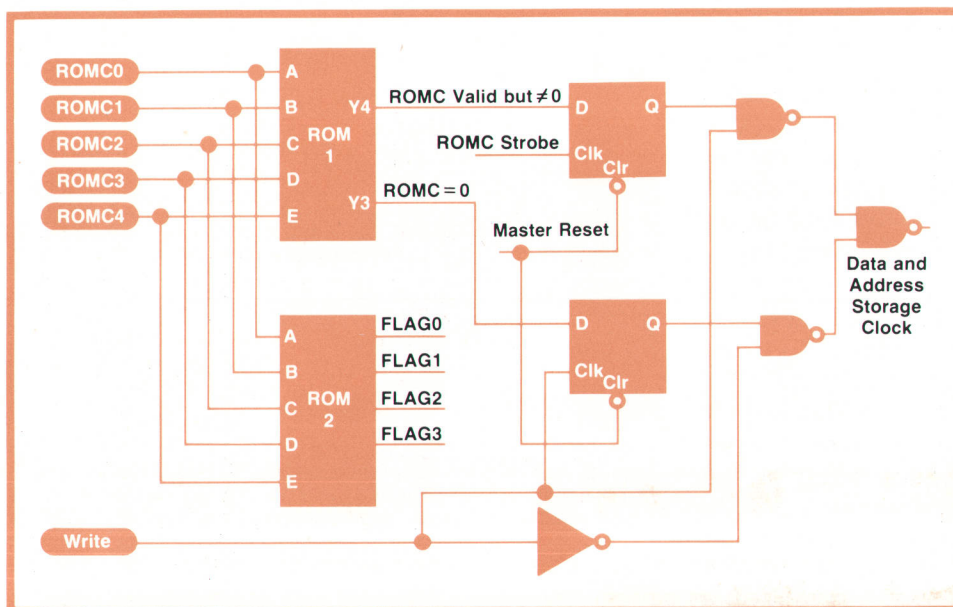 ROMC0
ROMC1
ROMC2
ROMC3
ROMC4
A
B
C
D
E
ROM
1
Y4
Y3
ROMC Valid but ≠ 0
ROMC Strobe
ROMC = 0
Master Reset
D
Q
Clk
Clr
D
Q
Clk
Clr
Data and
Address
Storage
Clock
A
B
C
D
E
ROM
2
FLAG0
FLAG1
FLAG2
FLAG3
Write